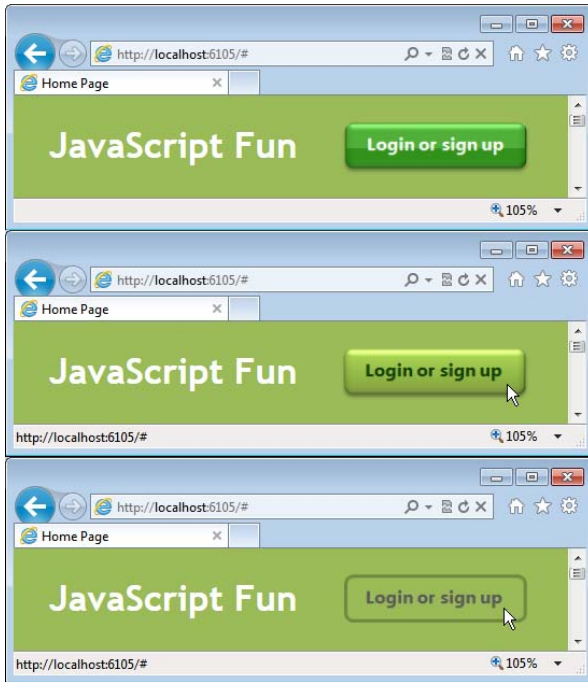 http://localhost:6105/#
Home Page
JavaScript Fun
Login or sign up
105%
http://localhost:6105/#
Home Page
JavaScript Fun
Login or sign up
http://localhost:6105/#
105%
http://localhost:6105/#
Home Page
JavaScript Fun
Login or sign up
http://localhost:6105/#
105%